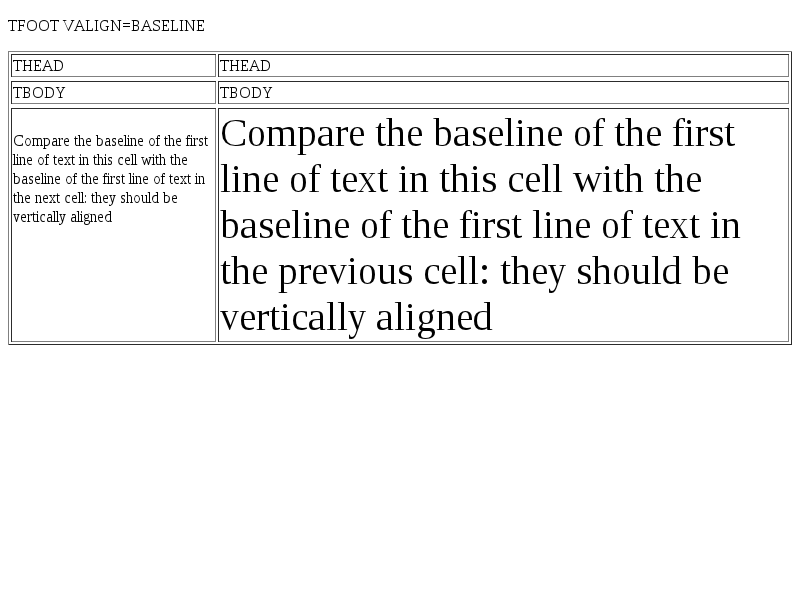 TFOOT VALIGN=BASELINE
THEAD THEAD
TBODY TBODY
Compare the baseline of the first
line of text in this cell with the
baseline of the first line of text in
the next cell: they should be
vertically aligned
Compare the baseline of the first
line of text in this cell with the
baseline of the first line of text in
the previous cell: they should be
vertically aligned